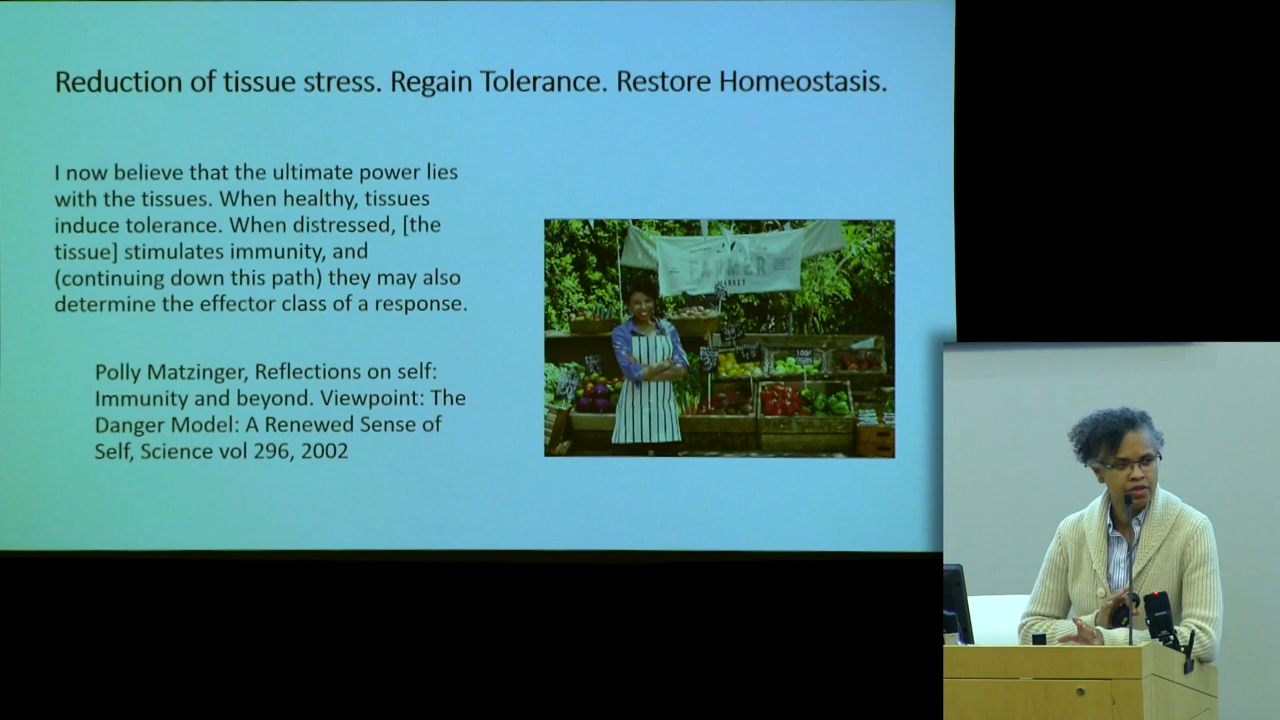 Reduction of tissue stress. Regain Tolerance. Restore Homeostasis.
I now believe that the ultimate power lies
with the tissues. When healthy, tissues
induce tolerance. When distressed, [the
tissue] stimulates immunity, and
(continuing down this path) they may also
determine the effector class of a response.
Polly Matzinger, Reflections on self:
Immunity and beyond. Viewpoint: The
Danger Model: A Renewed Sense of
Self, Science vol 296, 2002
FARMER
MARKET